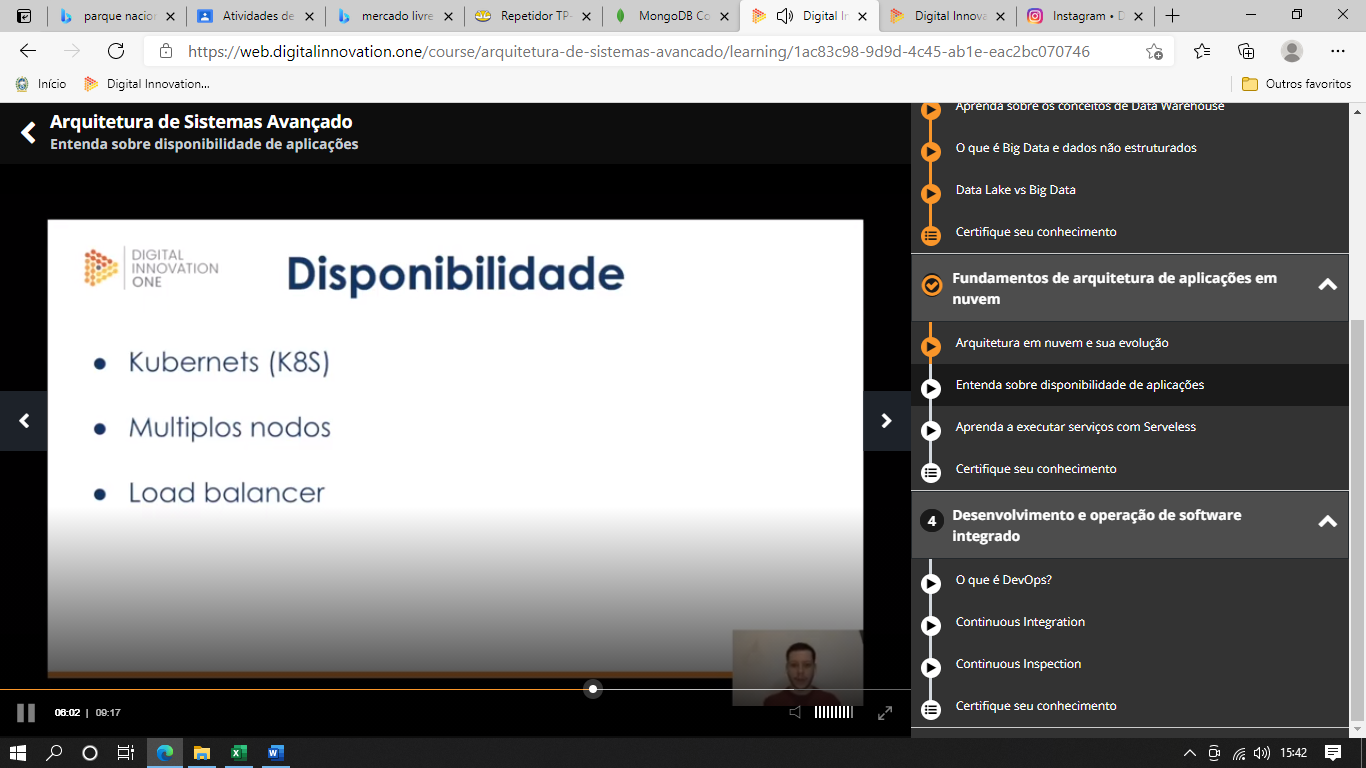 parque nacio
Atividades de
mercado livre
Repetidor TP-
MongoDB Co
Digital In
Digital Innova
Instagram • D
https://web.digitalinnovation.one/course/arquitetura-de-sistemas-avancado/learning/1ac83c98-9d9d-4c45-ab1e-eac2bc070746
Início
Digital Innovation...
Outros favoritos
Arquitetura de Sistemas Avançado
Entenda sobre disponibilidade de aplicações
DIGITAL
INNOVATION
ONE
Disponibilidade
• Kubernets (K8S)
• Multiplos nodos
• Load balancer
06:02 | 09:17
Aprenda sobre os conceitos de Data Warehouse
O que é Big Data e dados não estruturados
Data Lake vs Big Data
Certifique seu conhecimento
Fundamentos de arquitetura de aplicações em
nuvem
Arquitetura em nuvem e sua evolução
Entenda sobre disponibilidade de aplicações
Aprenda a executar serviços com Serveless
Certifique seu conhecimento
4
Desenvolvimento e operação de software
integrado
O que é DevOps?
Continuous Integration
Continuous Inspection
Certifique seu conhecimento
15:42